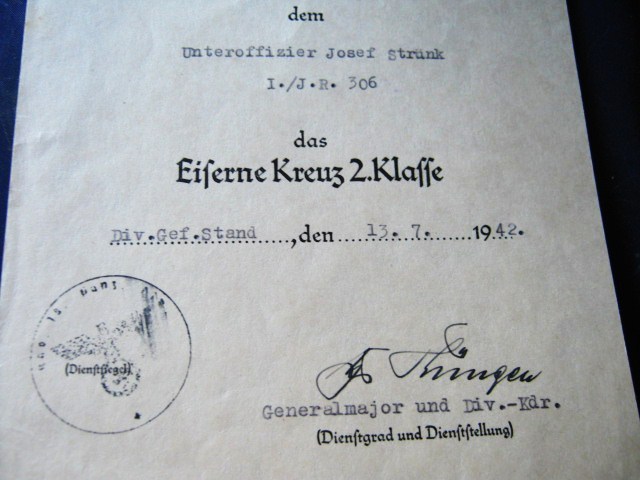 dem
Unteroffizier Josef Strunk
I./J.R. 306
das
Eiserne Kreuz 2.Klasse
Div.Gef.Stand, den 13. 7. 1942.
(Dienstsiegel)
Generalmajor und Div.-Kdr.
(Dienstgrad und Dienststellung)